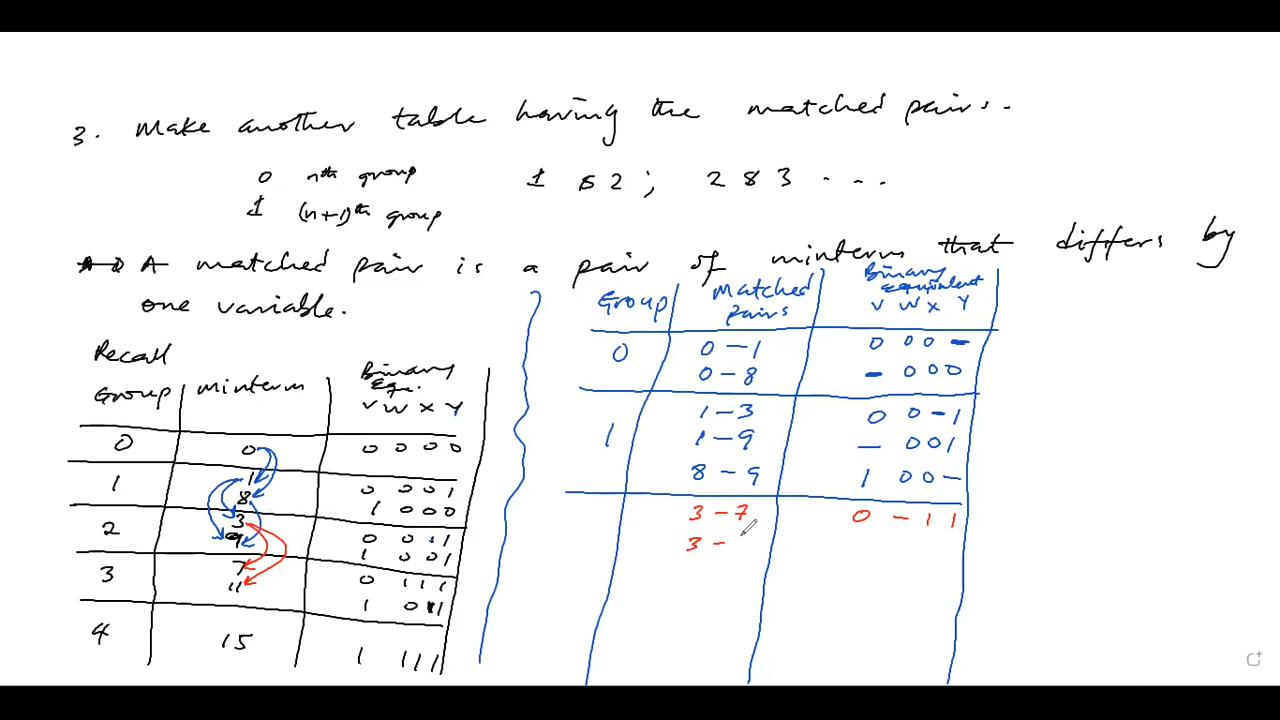 3. Make another table having the matched pairs.
0 nth group 1 & 2 ; 2 & 3 ...
1 (n+1)th group
A matched pair is a pair of minterm that differs by
one variable.
Recall
Group Minterm Binary Equ.
V W X Y
0 0 0 0 0 0
1 1 0 0 0 1
8 1 0 0 0
2 3 0 0 1 1
9 1 0 0 1
3 7 0 1 1 1
11 1 0 1 1
4 15 1 1 1 1
Group Matched pairs Binary Equivalent
V W X Y
0 0 - 1 0 0 0 -
0 - 8 - 0 0 0
1 1 - 3 0 0 - 1
1 - 9 - 0 0 1
8 - 9 1 0 0 -
3 - 7 0 - 1 1
3 -